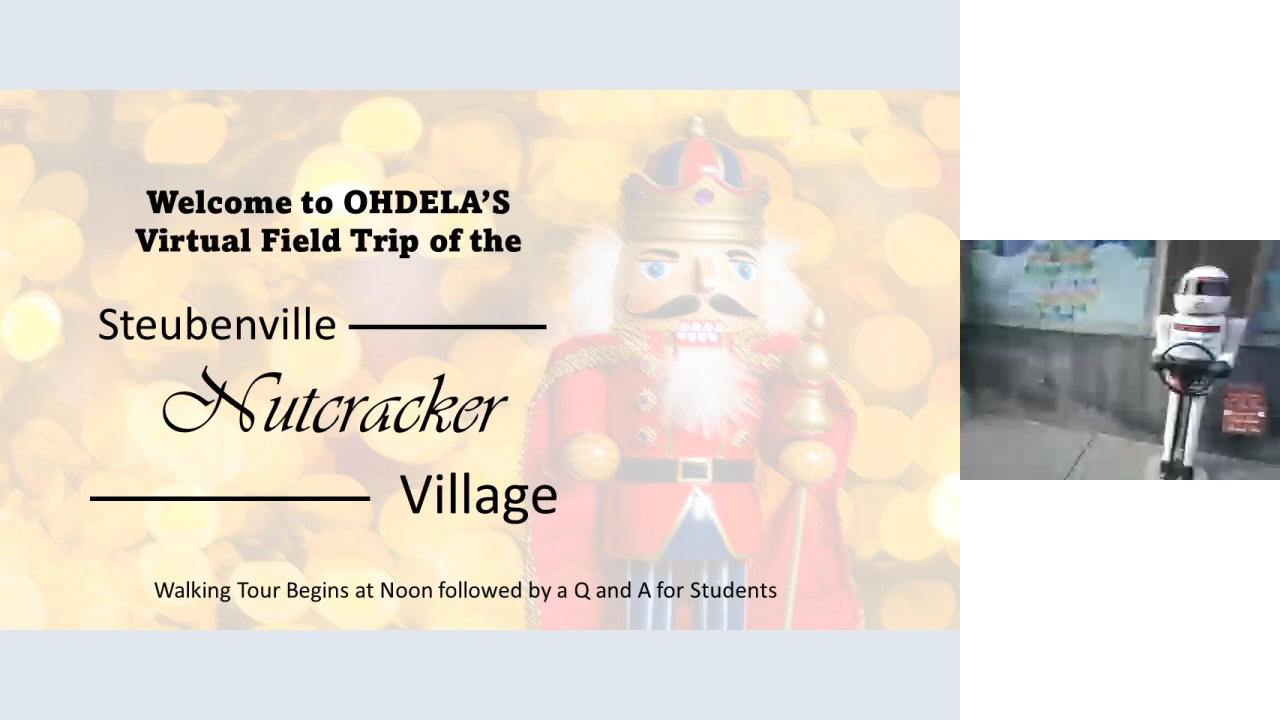 Welcome to OHDELA’S
Virtual Field Trip of the
Steubenville
Nutcracker
Village
Walking Tour Begins at Noon followed by a Q and A for Students